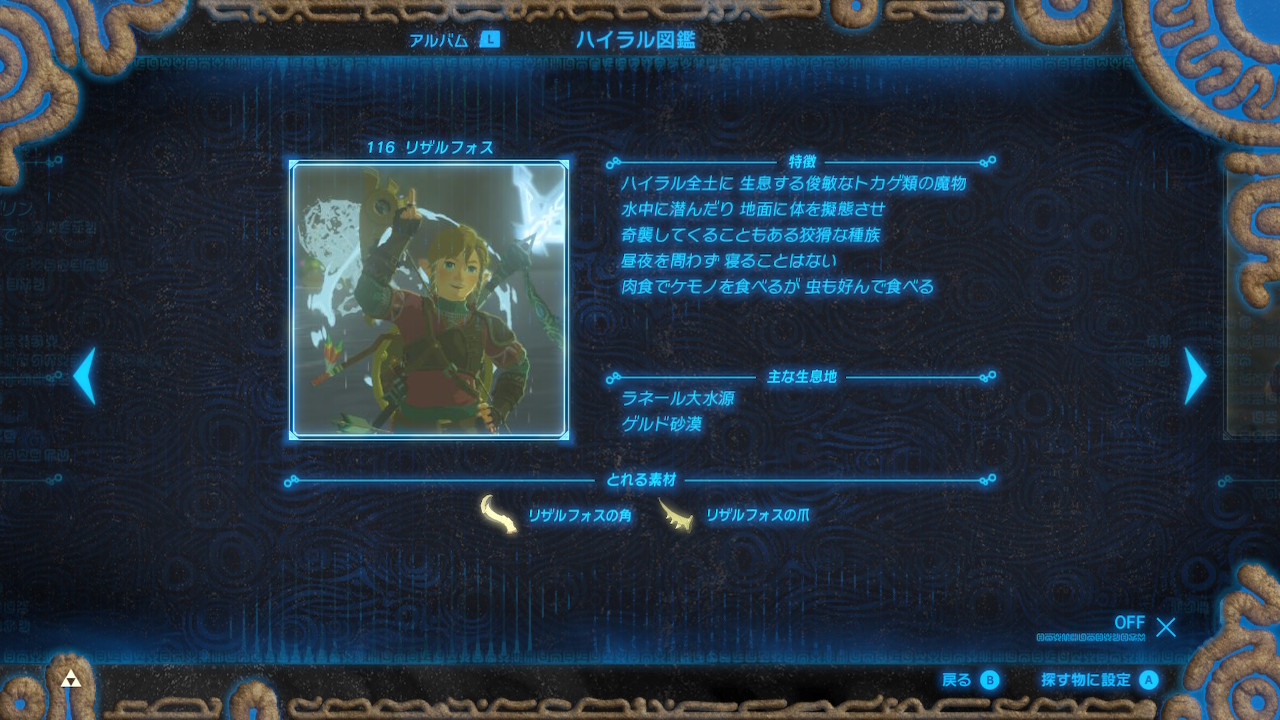 アルバム L
ハイラル図鑑
116 リザルフォス
特徴
ハイラル全土に 生息する俊敏なトカゲ類の魔物
水中に潜んだり 地面に体を擬態させ
奇襲してくることもある狡猾な種族
昼夜を問わず 寝ることはない
肉食でケモノを食べるが 虫も好んで食べる
主な生息地
ラネール大水源
ゲルド砂漠
とれる素材
リザルフォスの角
リザルフォスの爪
OFF
戻る B
探す物に設定 A